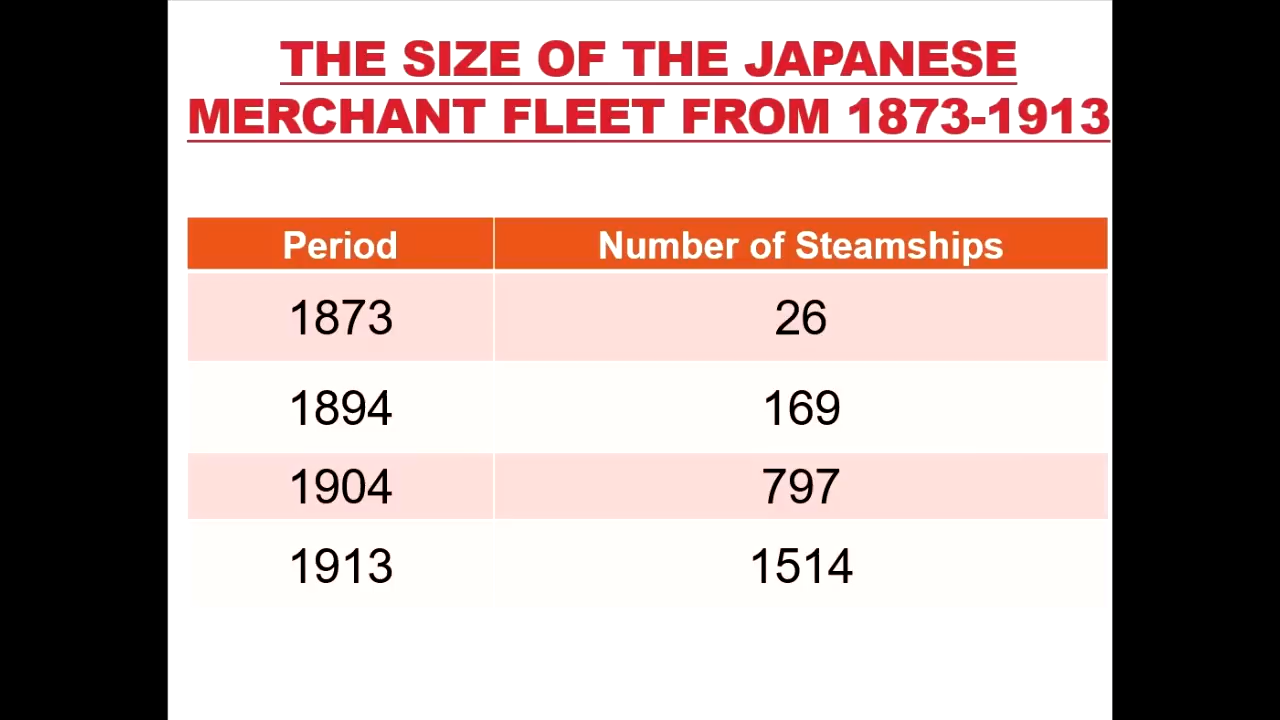 THE SIZE OF THE JAPANESE
MERCHANT FLEET FROM 1873-1913
Period Number of Steamships
1873 26
1894 169
1904 797
1913 1514